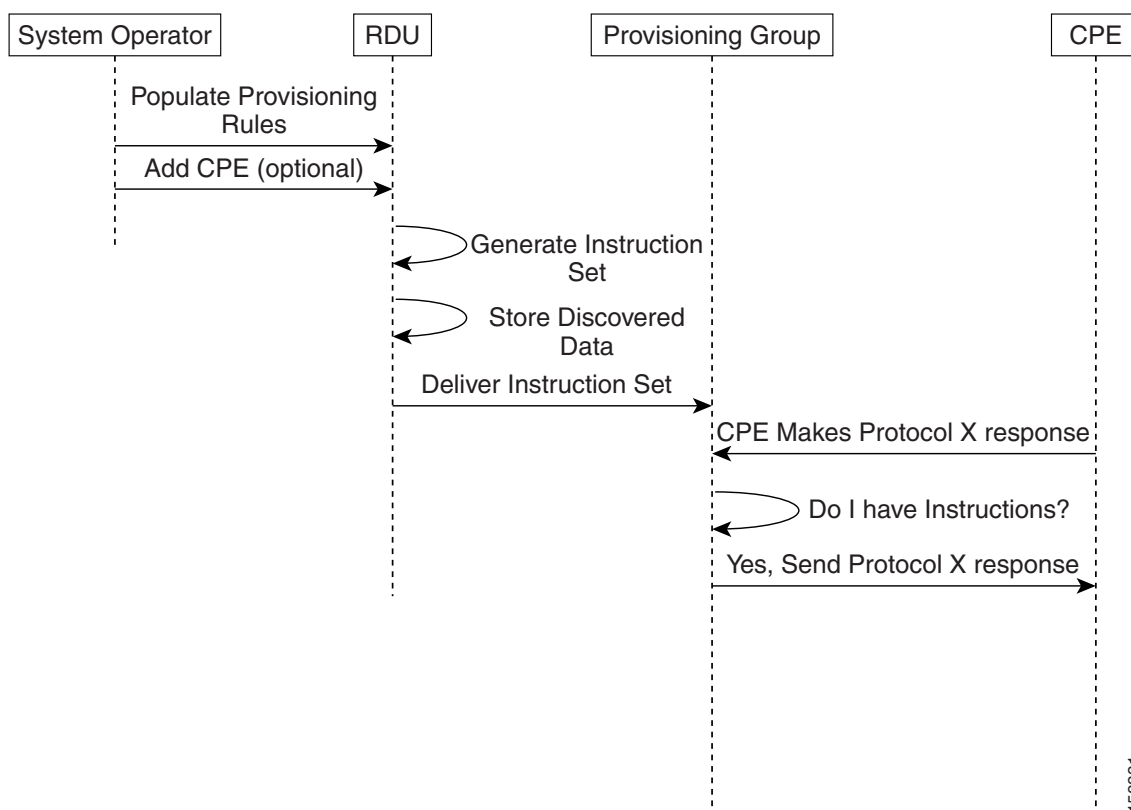 System Operator
RDU
Provisioning Group
CPE
Populate Provisioning
Rules
Add CPE (optional)
Generate Instruction
Set
Store Discovered
Data
Deliver Instruction Set
CPE Makes Protocol X response
Do I have Instructions?
Yes, Send Protocol X response